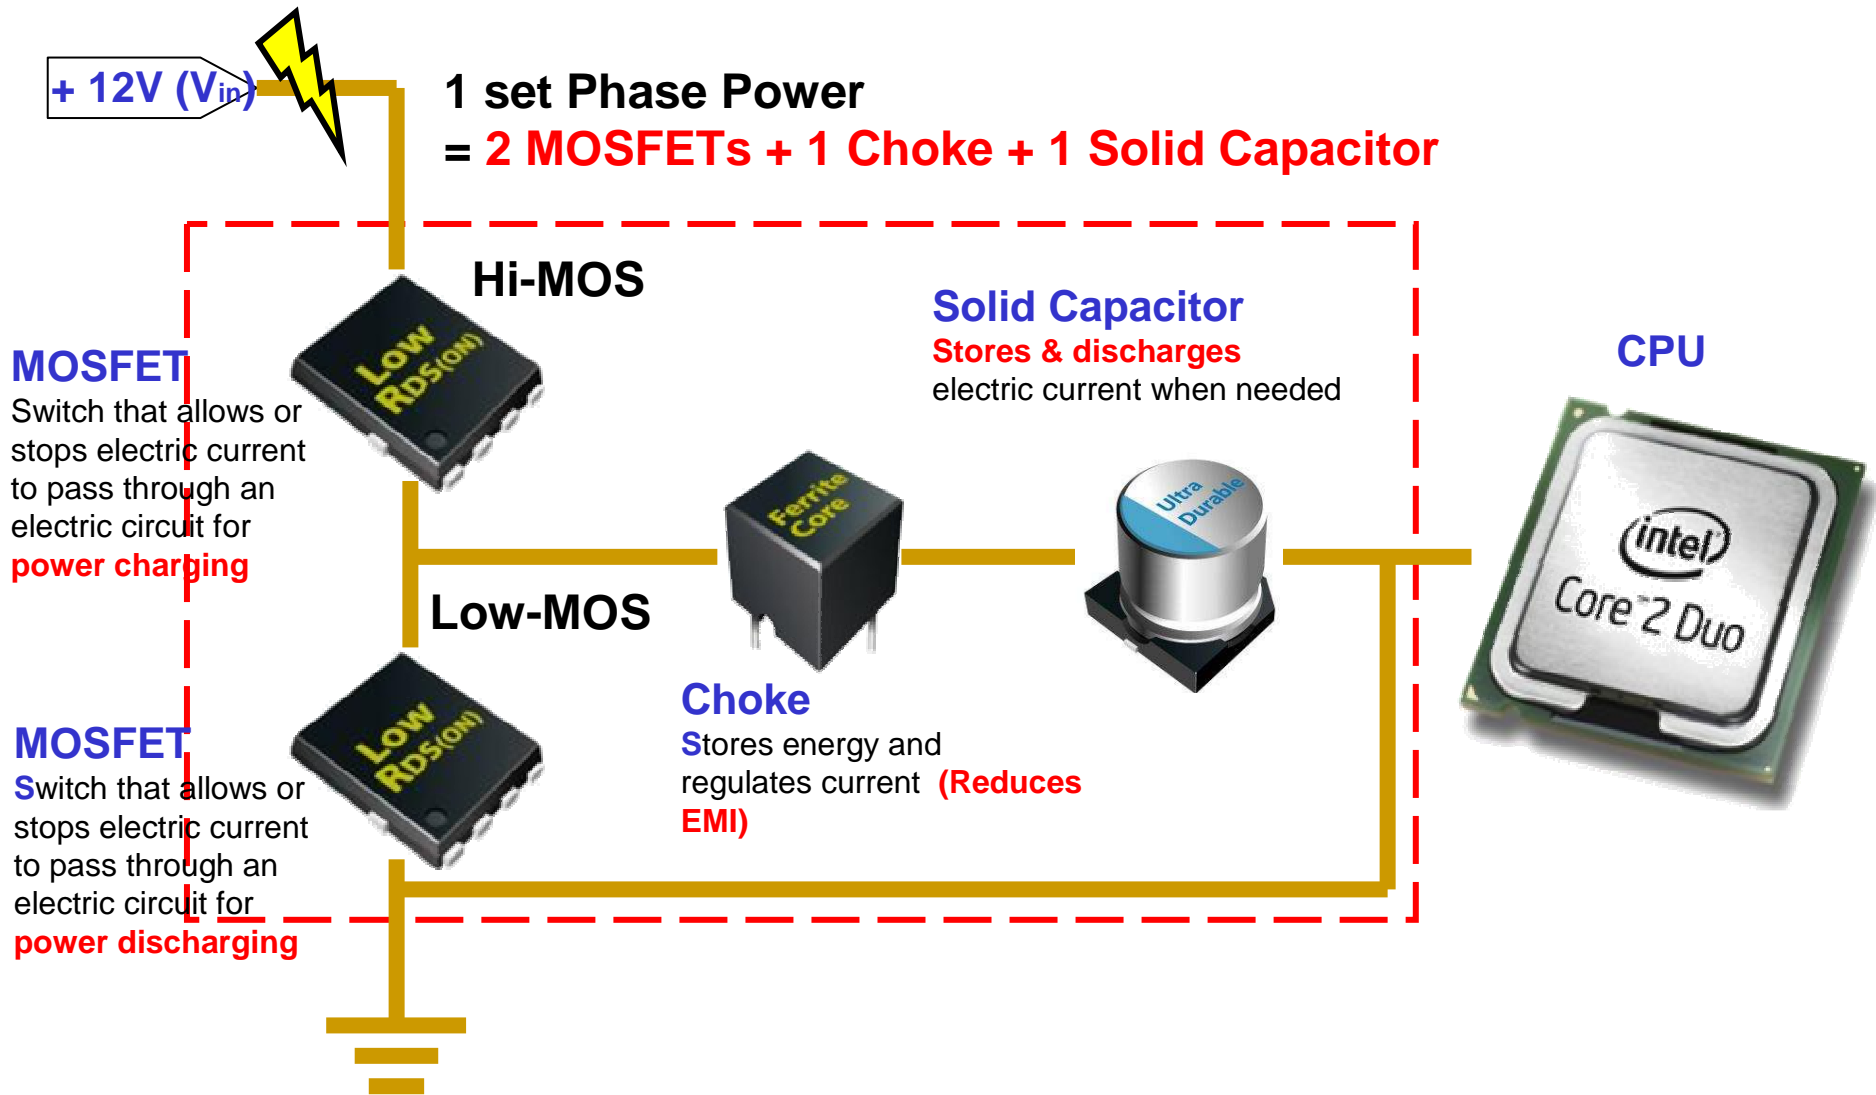 + 12V (Vin)
1 set Phase Power
= 2 MOSFETs + 1 Choke + 1 Solid Capacitor
Hi-MOS
Low
RDS(ON)
MOSFET
Switch that allows or
stops electric current
to pass through an
electric circuit for
power charging
Solid Capacitor
Stores & discharges
electric current when needed
CPU
Ferrite
Core
Ultra
Durable
intel
Core™2 Duo
Low-MOS
Low
RDS(ON)
MOSFET
Switch that allows or
stops electric current
to pass through an
electric circuit for
power discharging
Choke
Stores energy and
regulates current (Reduces
EMI)